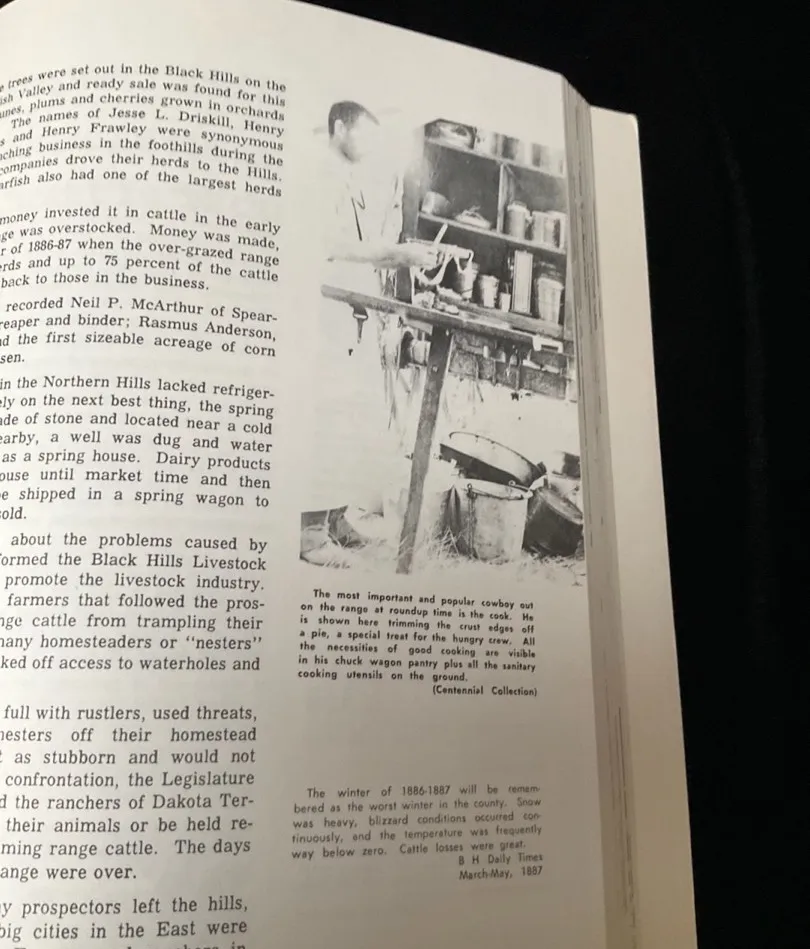 trees were set out in the Black Hills on the
Valley and ready sale was found for this
plums and cherries grown in orchards
The names of Jesse L. Driskill, Henry
and Henry Frawley were synonymous
business in the foothills during the
companies drove their herds to the Hills.
also had one of the largest herds
money invested it in cattle in the early
was overstocked. Money was made,
r of 1886-87 when the over-grazed range
and up to 75 percent of the cattle
back to those in the business.
recorded Neil P. McArthur of Spear-
reaper and binder; Rasmus Anderson,
the first sizeable acreage of corn
sen.
in the Northern Hills lacked refriger-
ly on the next best thing, the spring
ade of stone and located near a cold
earby, a well was dug and water
as a spring house. Dairy products
ouse until market time and then
e shipped in a spring wagon to
old.
about the problems caused by
ormed the Black Hills Livestock
promote the livestock industry.
farmers that followed the pros-
nge cattle from trampling their
many homesteaders or "nesters"
ked off access to waterholes and
full with rustlers, used threats,
nesters off their homestead
t as stubborn and would not
confrontation, the Legislature
d the ranchers of Dakota Ter-
their animals or be held re-
ming range cattle. The days
ange were over.
y prospectors left the hills,
big cities in the East were
The most important and popular cowboy out
on the range at roundup time is the cook. He
is shown here trimming the crust edges off
a pie, a special treat for the hungry crew. All
the necessities of good cooking are visible
in his chuck wagon pantry plus all the sanitary
cooking utensils on the ground.
(Centennial Collection)
The winter of 1886-1887 will be remem-
bered as the worst winter in the county. Snow
was heavy, blizzard conditions occurred con-
tinuously, and the temperature was frequently
way below zero. Cattle losses were great.
B H Daily Times
March-May, 1887